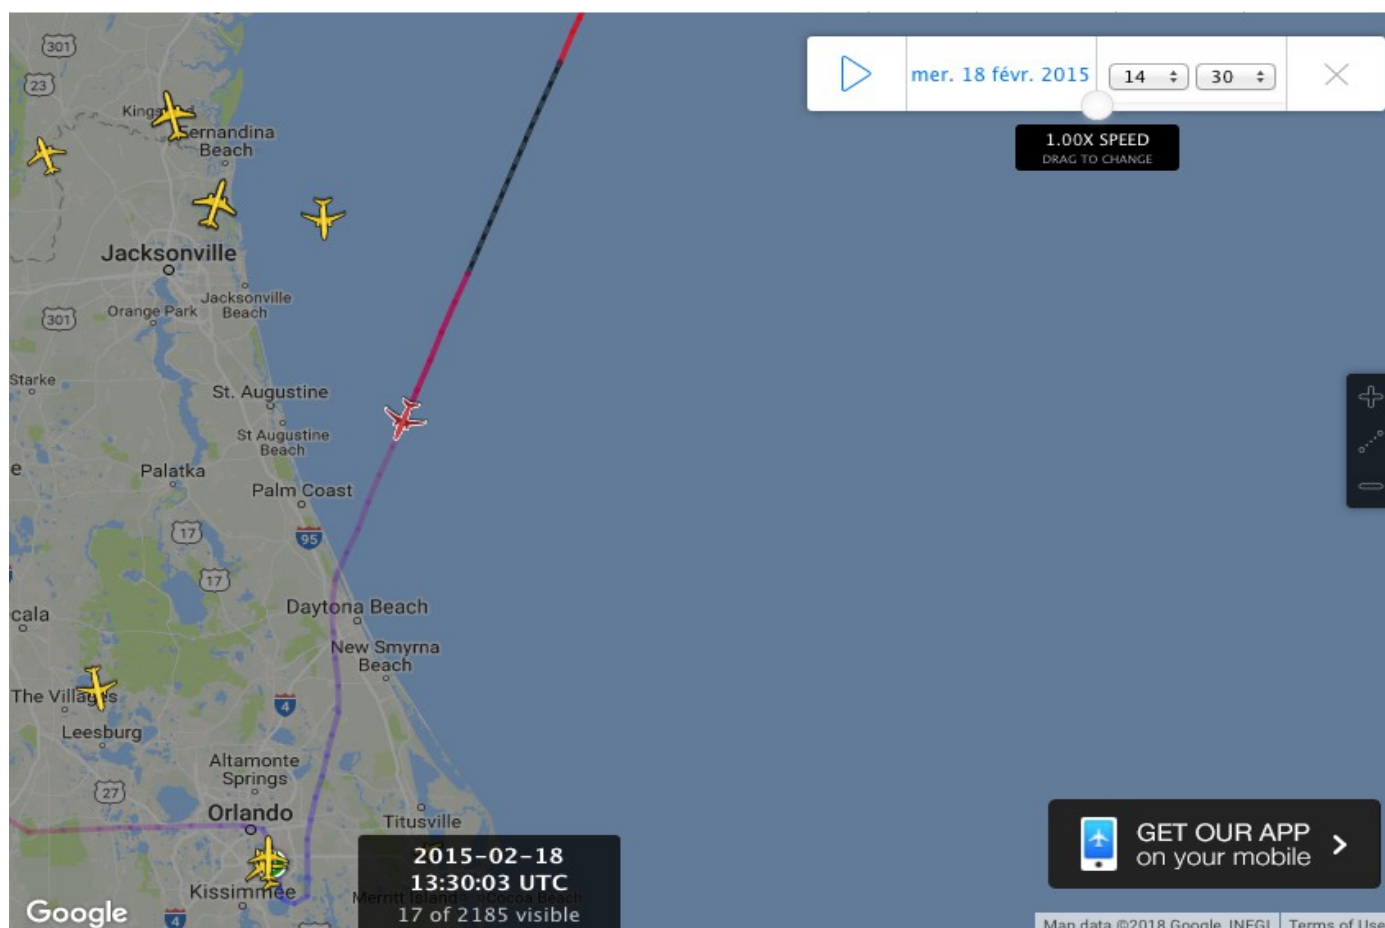 mer. 18 févr. 2015
14
30
1.00X SPEED
DRAG TO CHANGE
301
23
Fernandina
Beach
Jacksonville
Jacksonville
Beach
Orange Park
301
Starke
St. Augustine
St Augustine
Beach
Palatka
Palm Coast
17
95
17
cala
Daytona Beach
New Smyrna
Beach
The Villages
4
Leesburg
Altamonte
Springs
27
Orlando
Titusville
2015-02-18
13:30:03 UTC
17 of 2185 visible
Kissimmee
Merritt Island
Cocoa Beach
4
Google
GET OUR APP
on your mobile
Map data ©2018 Google, INEGI
Terms of Use